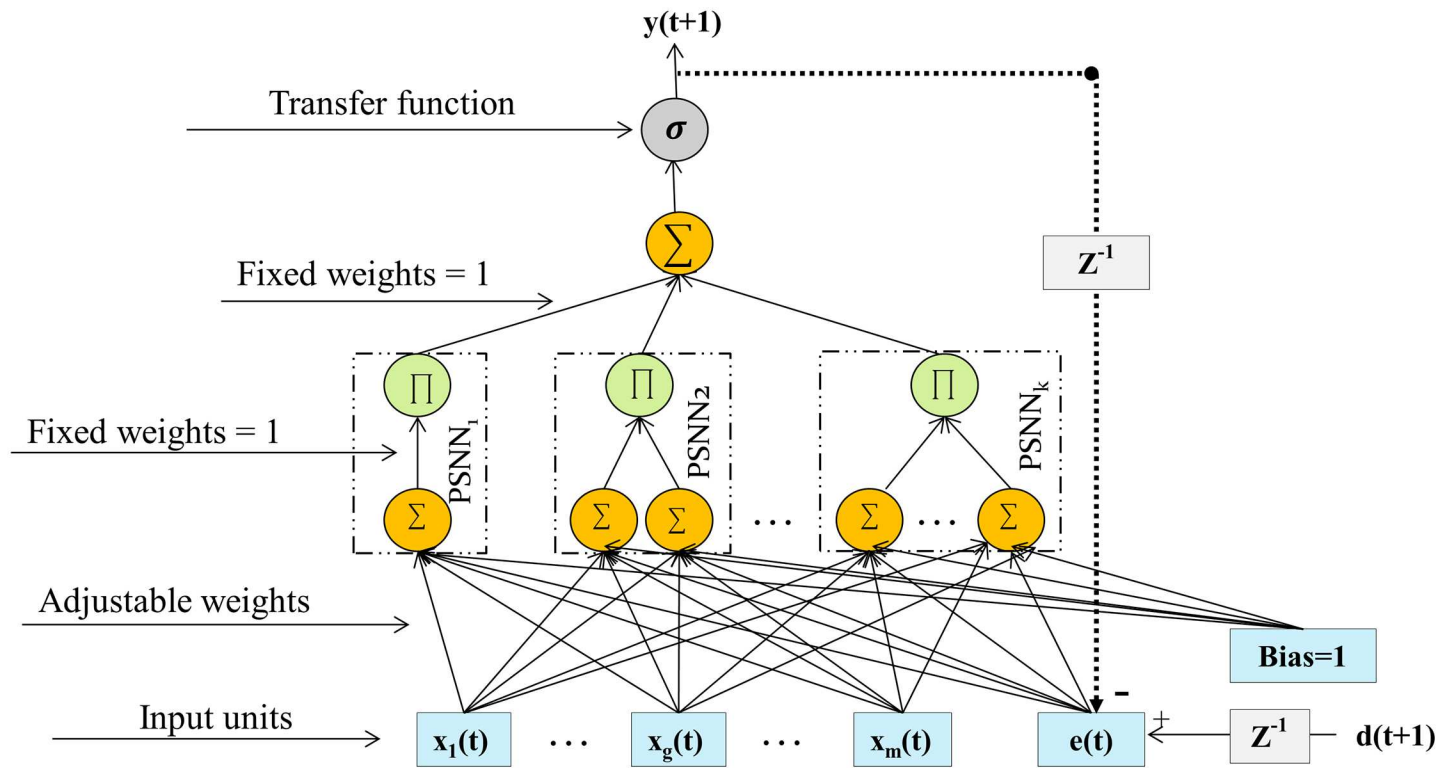 y(t+1)
Transfer function
σ
∑
Z⁻¹
Fixed weights = 1
∏
∏
∏
PSNN₁
PSNN2
PSNNₖ
Fixed weights = 1
∑
∑
∑
...
∑
...
∑
Adjustable weights
Bias=1
-
Input units
x₁(t)
...
x_g(t)
...
xₘ(t)
e(t)
+
Z⁻¹
d(t+1)